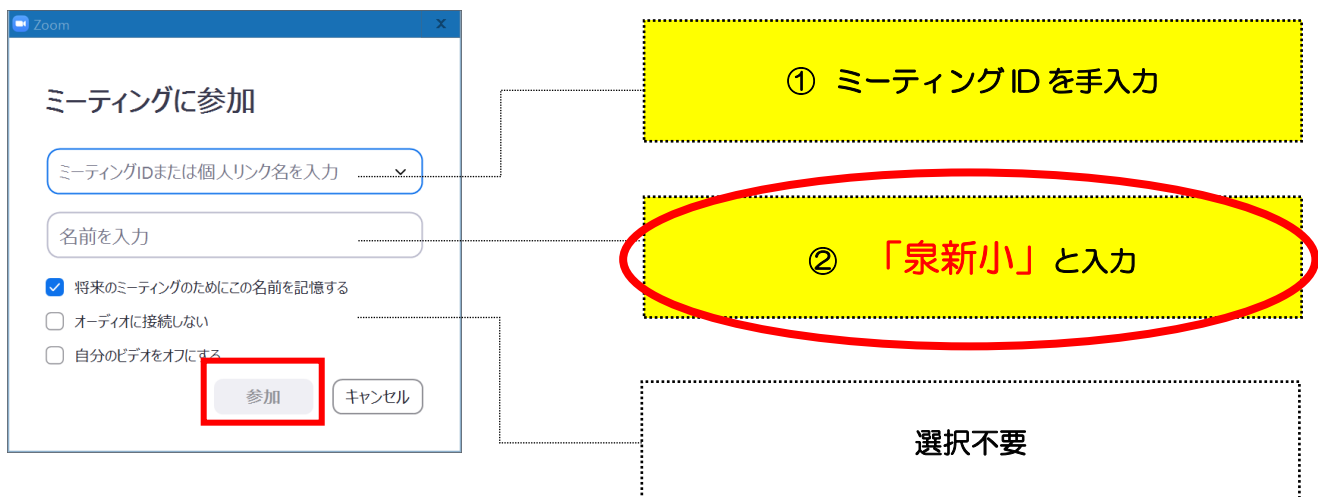 Zoom
ミーティングに参加
ミーティングIDまたは個人リンク名を入力
名前を入力
将来のミーティングのためにこの名前を記憶する
オーディオに接続しない
自分のビデオをオフにする
参加
キャンセル
① ミーティングIDを手入力
② 「泉新小」と入力
選択不要